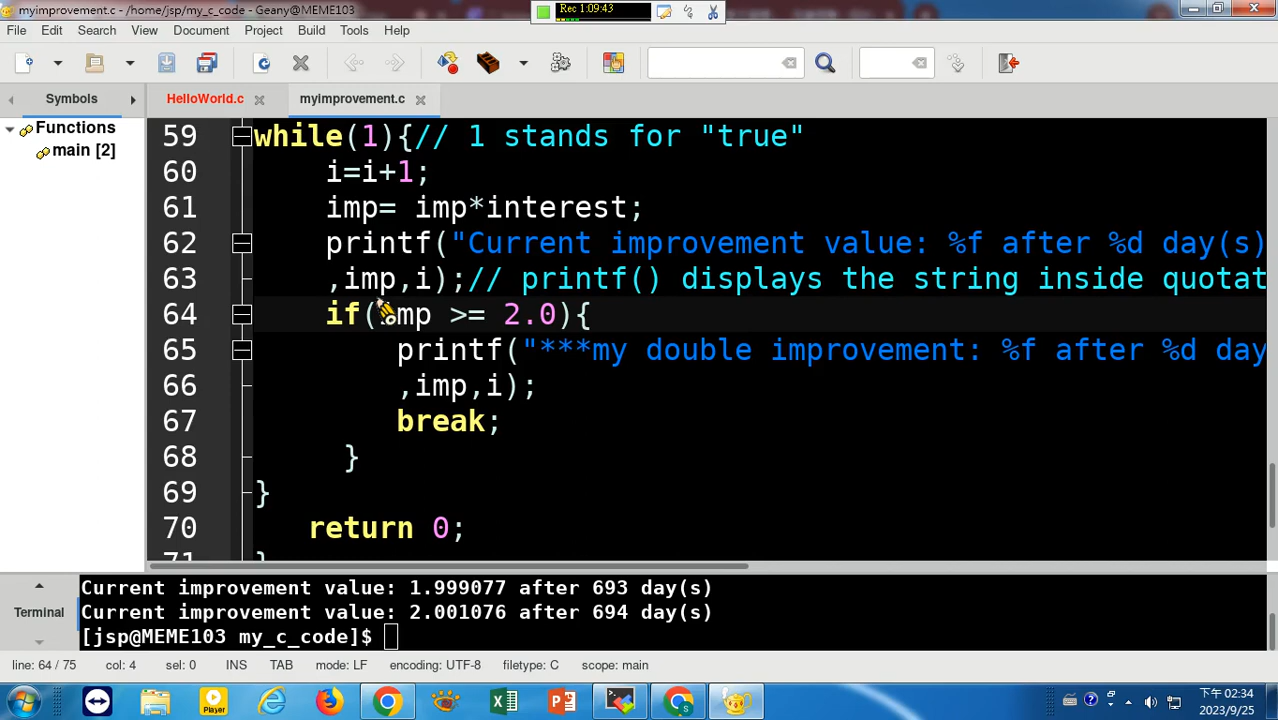 myimprovement.c - /home/jsp/my_c_code - Geany@MEME103
Rec 1:09:43
File Edit Search View Document Project Build Tools Help
Symbols HelloWorld.c myimprovement.c
Functions
main [2]
59 while(1){// 1 stands for "true"
60 i=i+1;
61 imp= imp*interest;
62 printf("Current improvement value: %f after %d day(s)
63 ,imp,i);// printf() displays the string inside quotat
64 if(imp >= 2.0){
65 printf("***my double improvement: %f after %d day
66 ,imp,i);
67 break;
68 }
69 }
70 return 0;
71 }
Terminal
Current improvement value: 1.999077 after 693 day(s)
Current improvement value: 2.001076 after 694 day(s)
[jsp@MEME103 my_c_code]$
line: 64 / 75 col: 4 sel: 0 INS TAB mode: LF encoding: UTF-8 filetype: C scope: main
Player
下午 02:34
2023/9/25